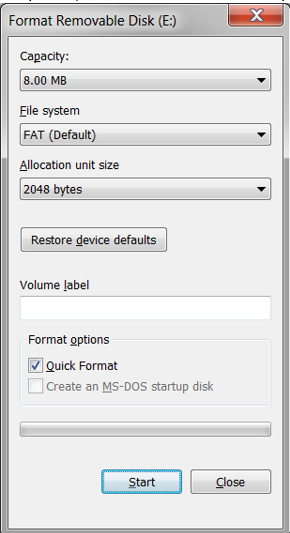 Format Removable Disk (E:)
Capacity:
8.00 MB
File system
FAT (Default)
Allocation unit size
2048 bytes
Restore device defaults
Volume label
Format options
Quick Format
Create an MS-DOS startup disk
Start
Close